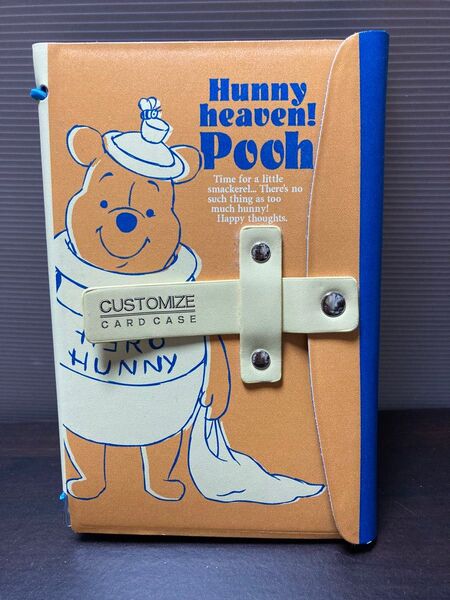 Hunny
heaven!
Pooh
Time for a little
smackerel... There's no
such thing as too
much hunny!
Happy thoughts.
CUSTOMIZE
CARD CASE
HUNNY